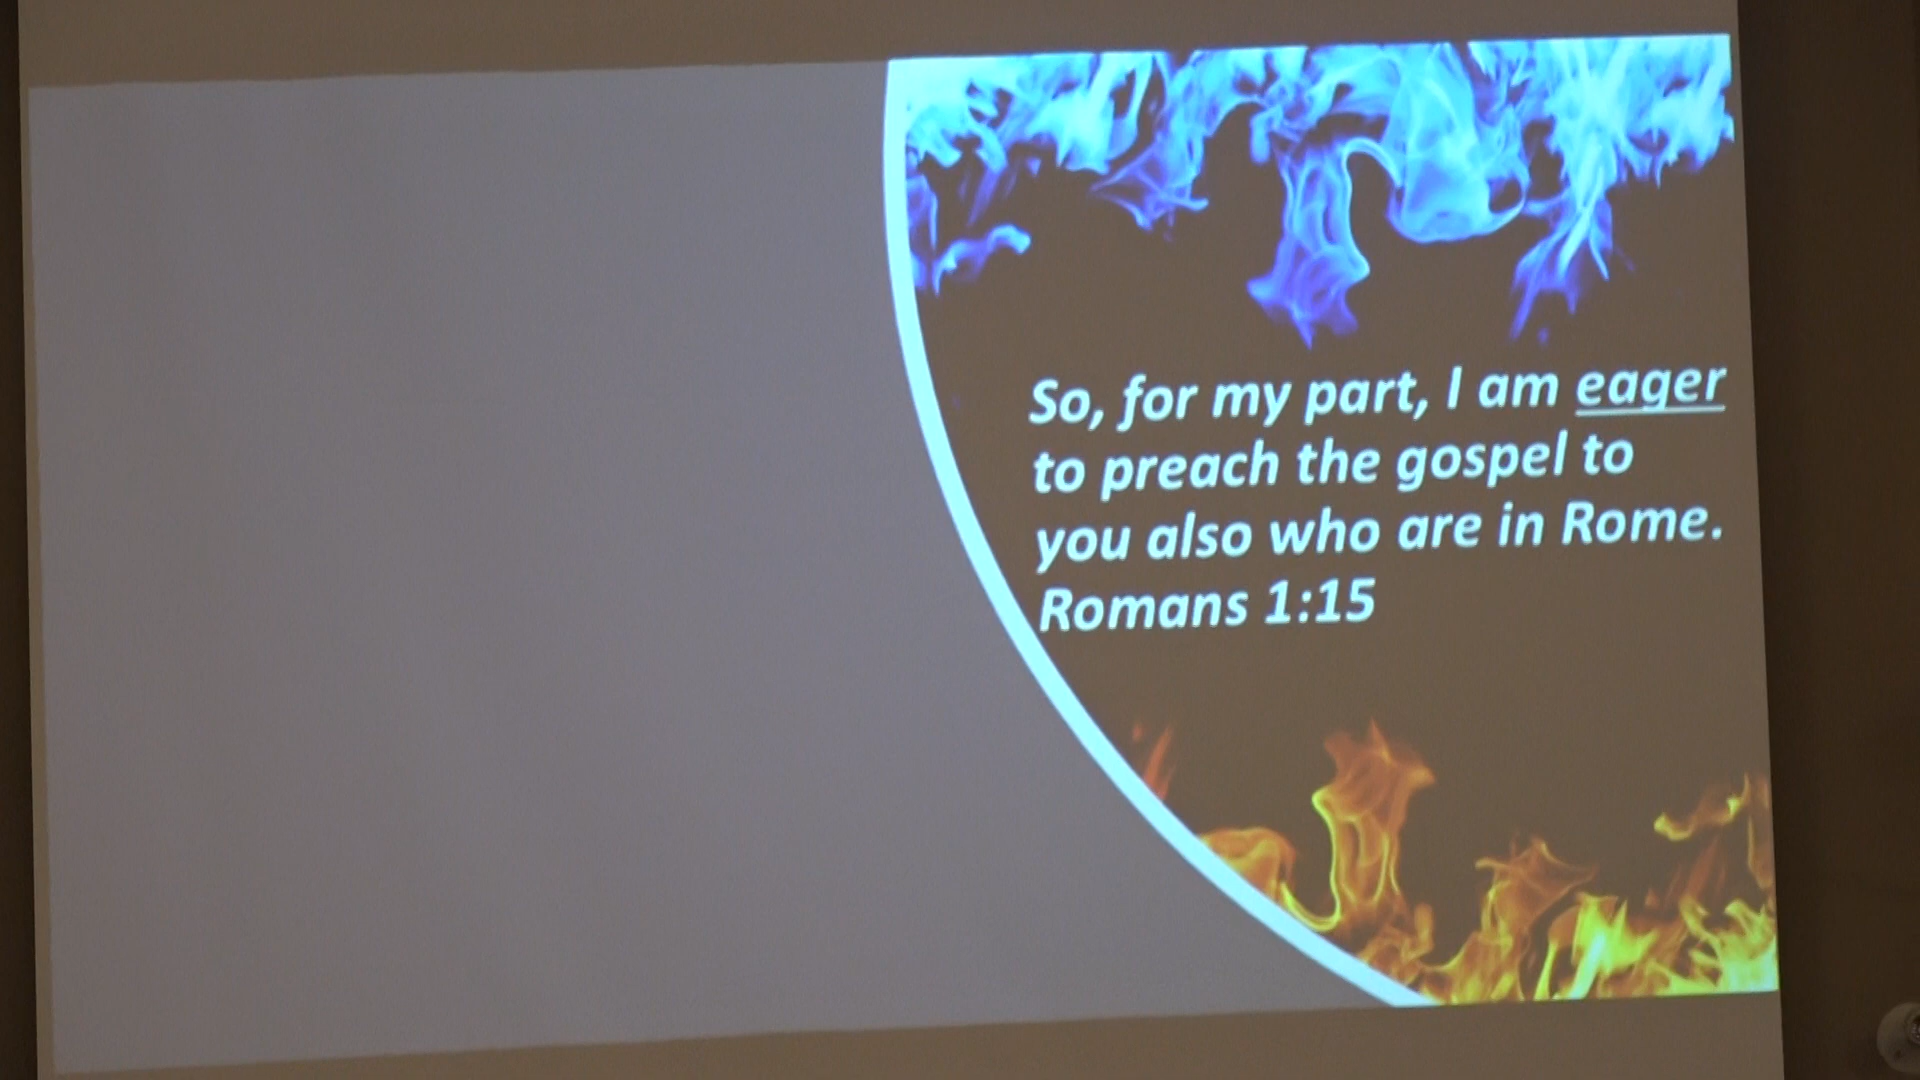 So, for my part, I am eager
to preach the gospel to
you also who are in Rome.
Romans 1:15